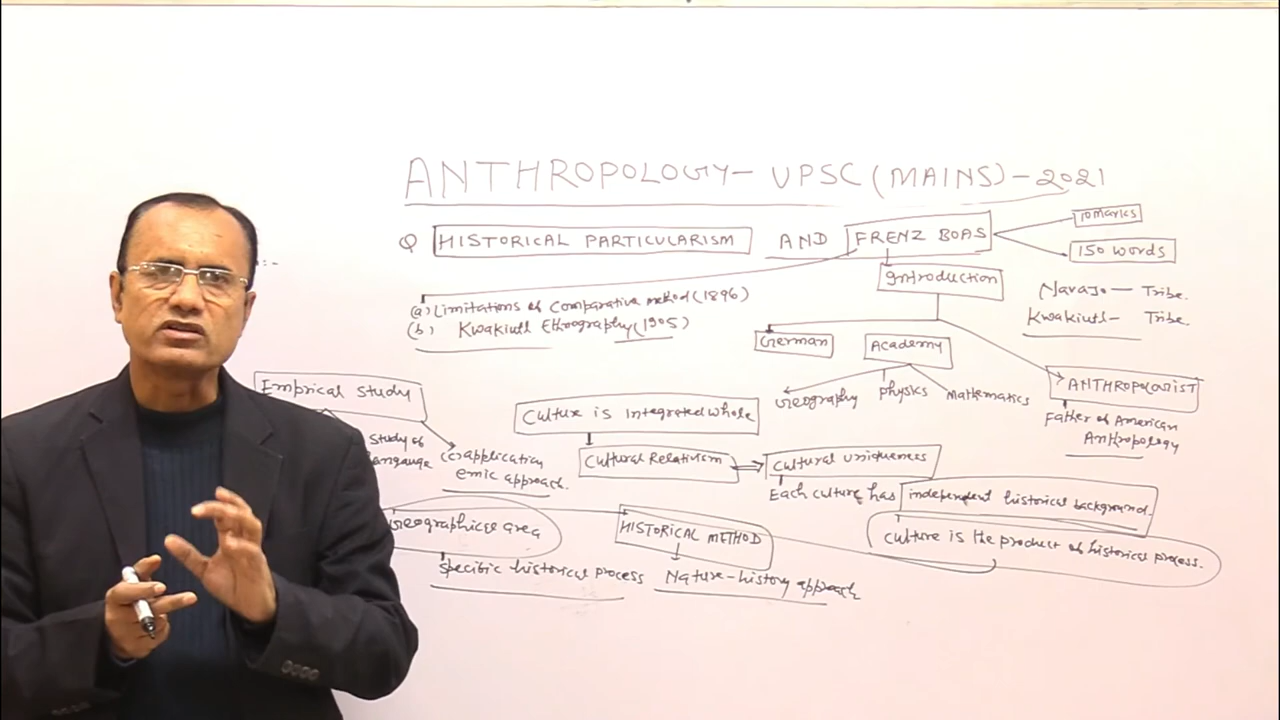 ANTHROPOLOGY- UPSC (MAINS)-2021
Q HISTORICAL PARTICULARISM AND FRENZ BOAS
10 marks
150 words
Introduction
(a) Limitations of comparative method (1896)
(b) Kwakiutl Ethography (1905)
Navajo — Tribe.
Kwakiutl- Tribe.
German
Academy
Geography physics mathematics
ANTHROPOLOGIST
Father of American
Anthropology
Emprical study
Study of
(c) application
emic approach.
Culture is integrated whole
Cultural Relativism
Cultural uniqueness
Each culture has independent historical background.
culture is the product of historical process.
Geographical area
HISTORICAL METHOD
specific historical process
Nature-history approach